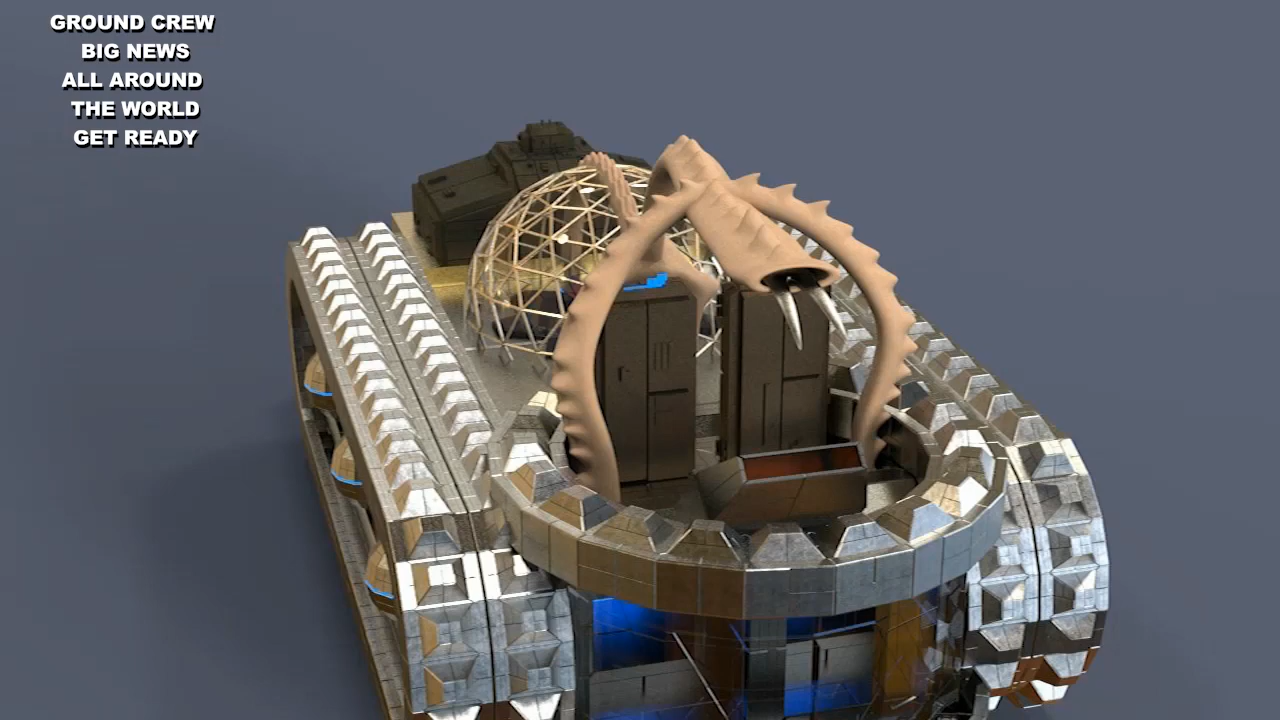 GROUND CREW
BIG NEWS
ALL AROUND
THE WORLD
GET READY